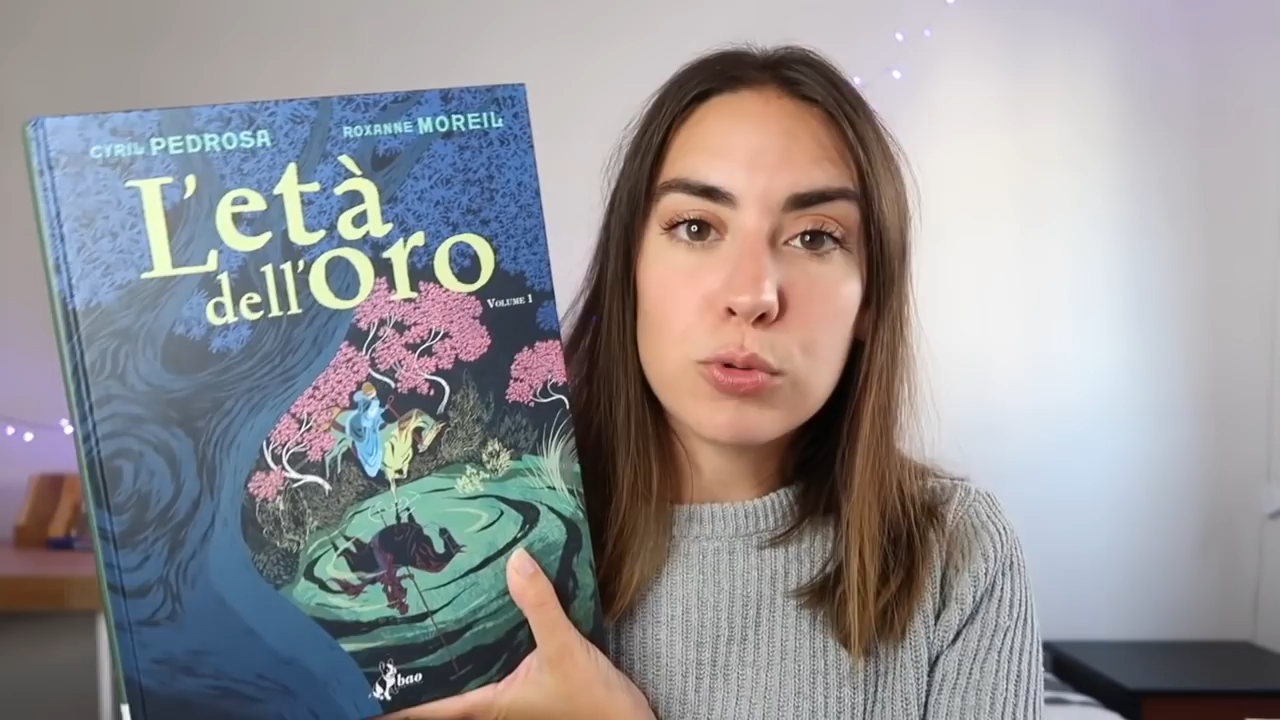 CYRIL PEDROSA
ROXANNE MOREIL
L'età
dell'oro
VOLUME 1
bao